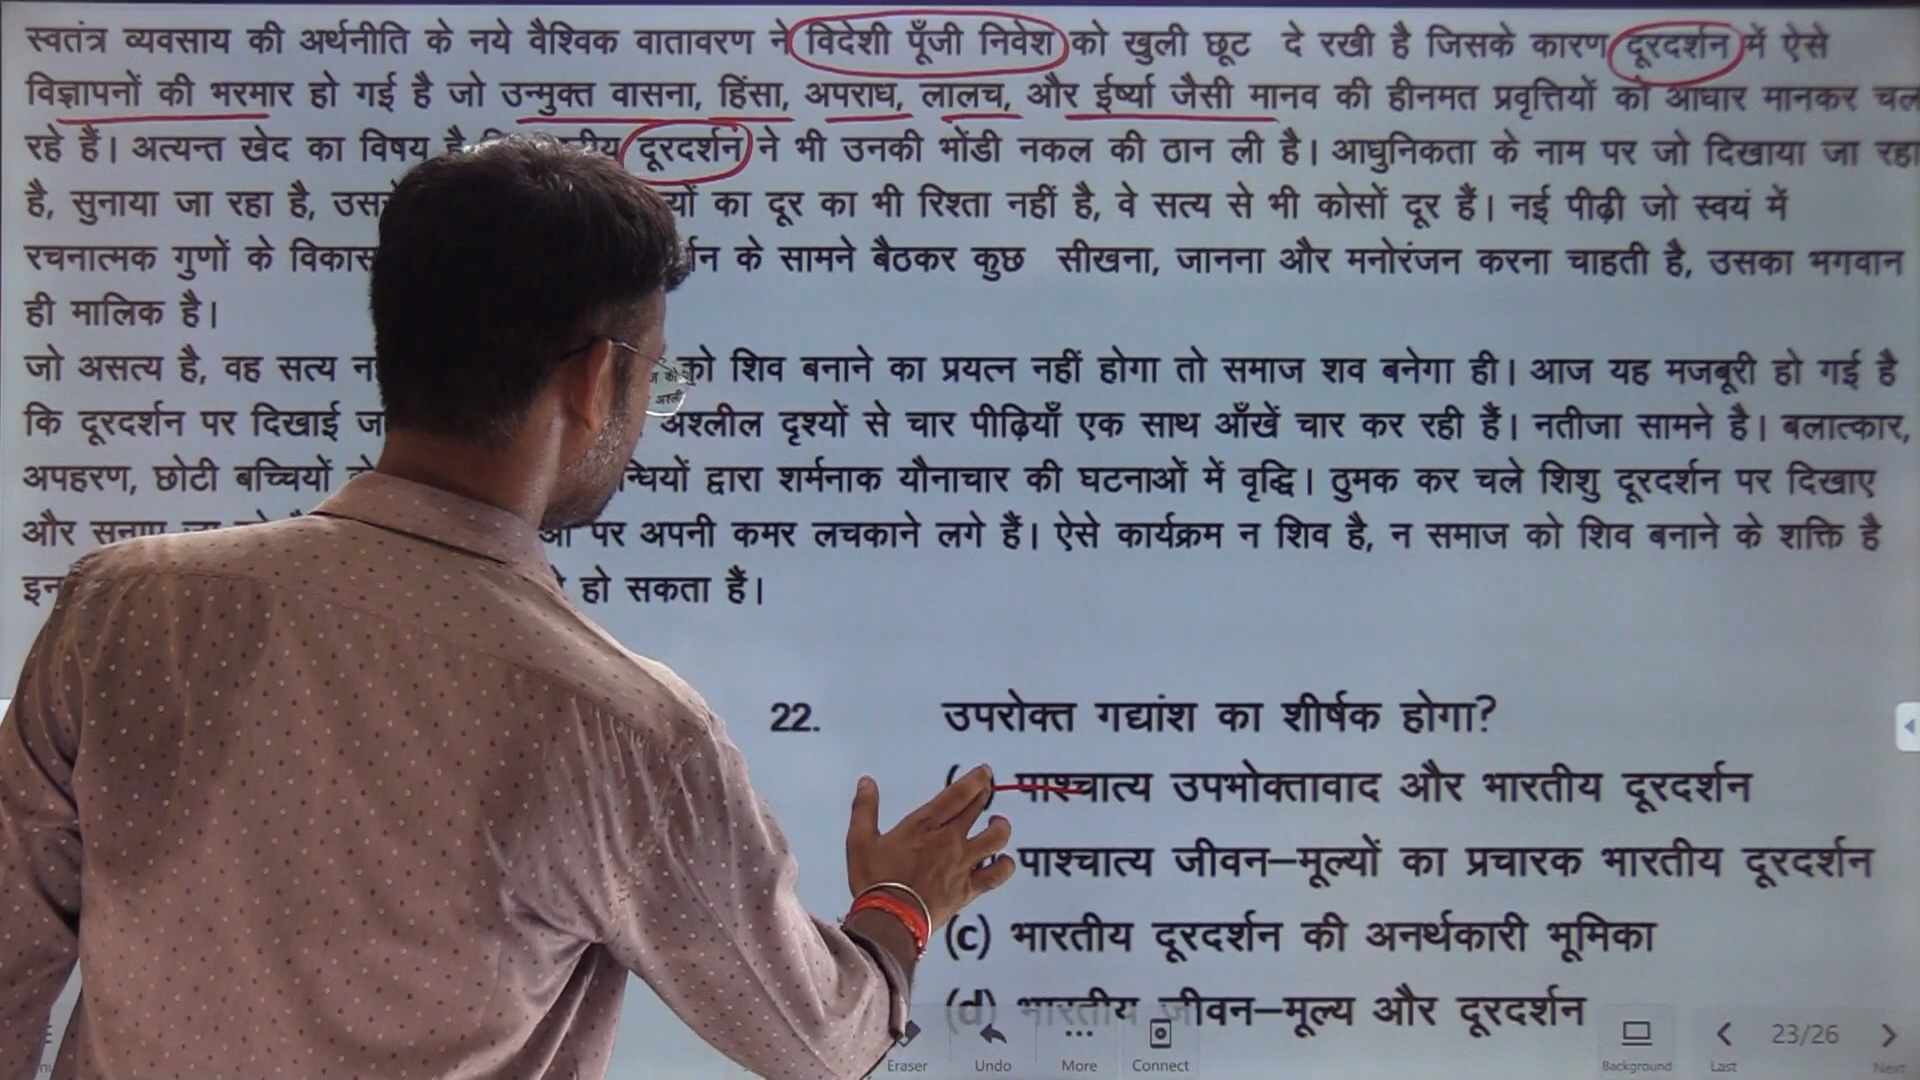 स्वतंत्र व्यवसाय की अर्थनीति के नये वैश्विक वातावरण ने विदेशी पूँजी निवेश को खुली छूट दे रखी है जिसके कारण दूरदर्शन में ऐसे
विज्ञापनों की भरमार हो गई है जो उन्मुक्त वासना, हिंसा, अपराध, लालच, और ईर्ष्या जैसी मानव की हीनमत प्रवृत्तियों को आधार मानकर चल
रहे हैं। अत्यन्त खेद का विषय है दूरदर्शन ने भी उनकी भोंडी नकल की ठान ली है। आधुनिकता के नाम पर जो दिखाया जा रहा
है, सुनाया जा रहा है, का दूर का भी रिश्ता नहीं है, वे सत्य से भी कोसों दूर हैं। नई पीढ़ी जो स्वयं में
रचनात्मक गुणों के विकास के सामने बैठकर कुछ सीखना, जानना और मनोरंजन करना चाहती है, उसका भगवान
ही मालिक है।
जो असत्य है, वह सत्य को शिव बनाने का प्रयत्न नहीं होगा तो समाज शव बनेगा ही। आज यह मजबूरी हो गई है
कि दूरदर्शन पर दिखाई अश्लील दृश्यों से चार पीढ़ियाँ एक साथ आँखें चार कर रही हैं। नतीजा सामने है। बलात्कार,
अपहरण, छोटी बच्चियों द्वारा शर्मनाक यौनाचार की घटनाओं में वृद्धि। ठुमक कर चले शिशु दूरदर्शन पर दिखाए
और पर अपनी कमर लचकाने लगे हैं। ऐसे कार्यक्रम न शिव है, न समाज को शिव बनाने के शक्ति है
हो सकता हैं।
22. उपरोक्त गद्यांश का शीर्षक होगा?
पाश्चात्य उपभोक्तावाद और भारतीय दूरदर्शन
पाश्चात्य जीवन–मूल्यों का प्रचारक भारतीय दूरदर्शन
(c) भारतीय दूरदर्शन की अनर्थकारी भूमिका
(d) भारतीय जीवन–मूल्य और दूरदर्शन
Eraser Undo More Connect Background Last 23/26 Next